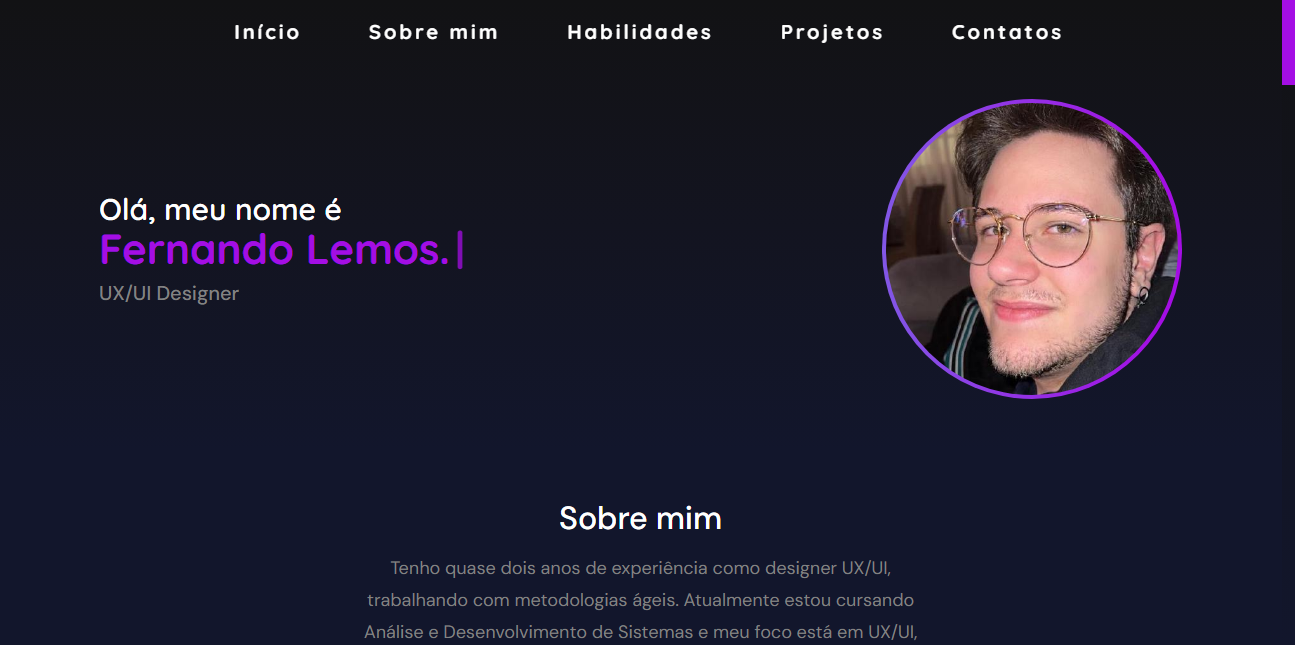 Início Sobre mim Habilidades Projetos Contatos
Olá, meu nome é
Fernando Lemos.|
UX/UI Designer
Sobre mim
Tenho quase dois anos de experiência como designer UX/UI,
trabalhando com metodologias ágeis. Atualmente estou cursando
Análise e Desenvolvimento de Sistemas e meu foco está em UX/UI,